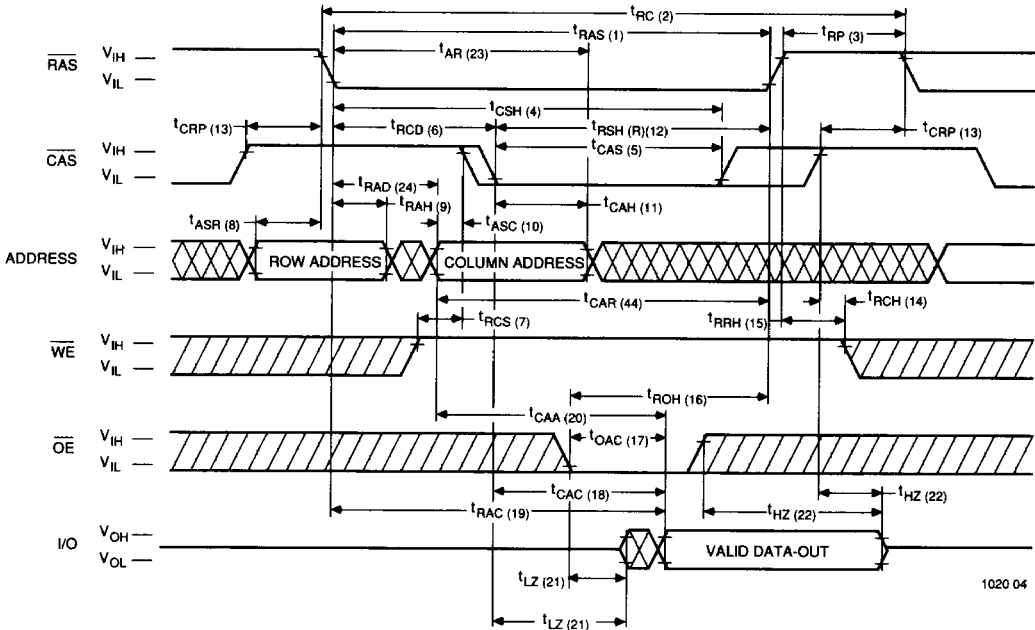 tRC (2)
tRAS (1)
tRP (3)
tAR (23)
RAS
VIH
VIL
tCSH (4)
tCRP (13)
tRCD (6)
tRSH (R)(12)
tCRP (13)
CAS
VIH
VIL
tCAS (5)
tRAD (24)
tRAH (9)
tCAH (11)
tASR (8)
tASC (10)
ADDRESS
VIH
VIL
ROW ADDRESS
COLUMN ADDRESS
tCAR (44)
tRCH (14)
tRCS (7)
tRRH (15)
WE
VIH
VIL
tROH (16)
tCAA (20)
OE
VIH
VIL
tOAC (17)
tCAC (18)
tHZ (22)
tRAC (19)
tHZ (22)
I/O
VOH
VOL
VALID DATA-OUT
tLZ (21)
1020 04
tLZ (21)